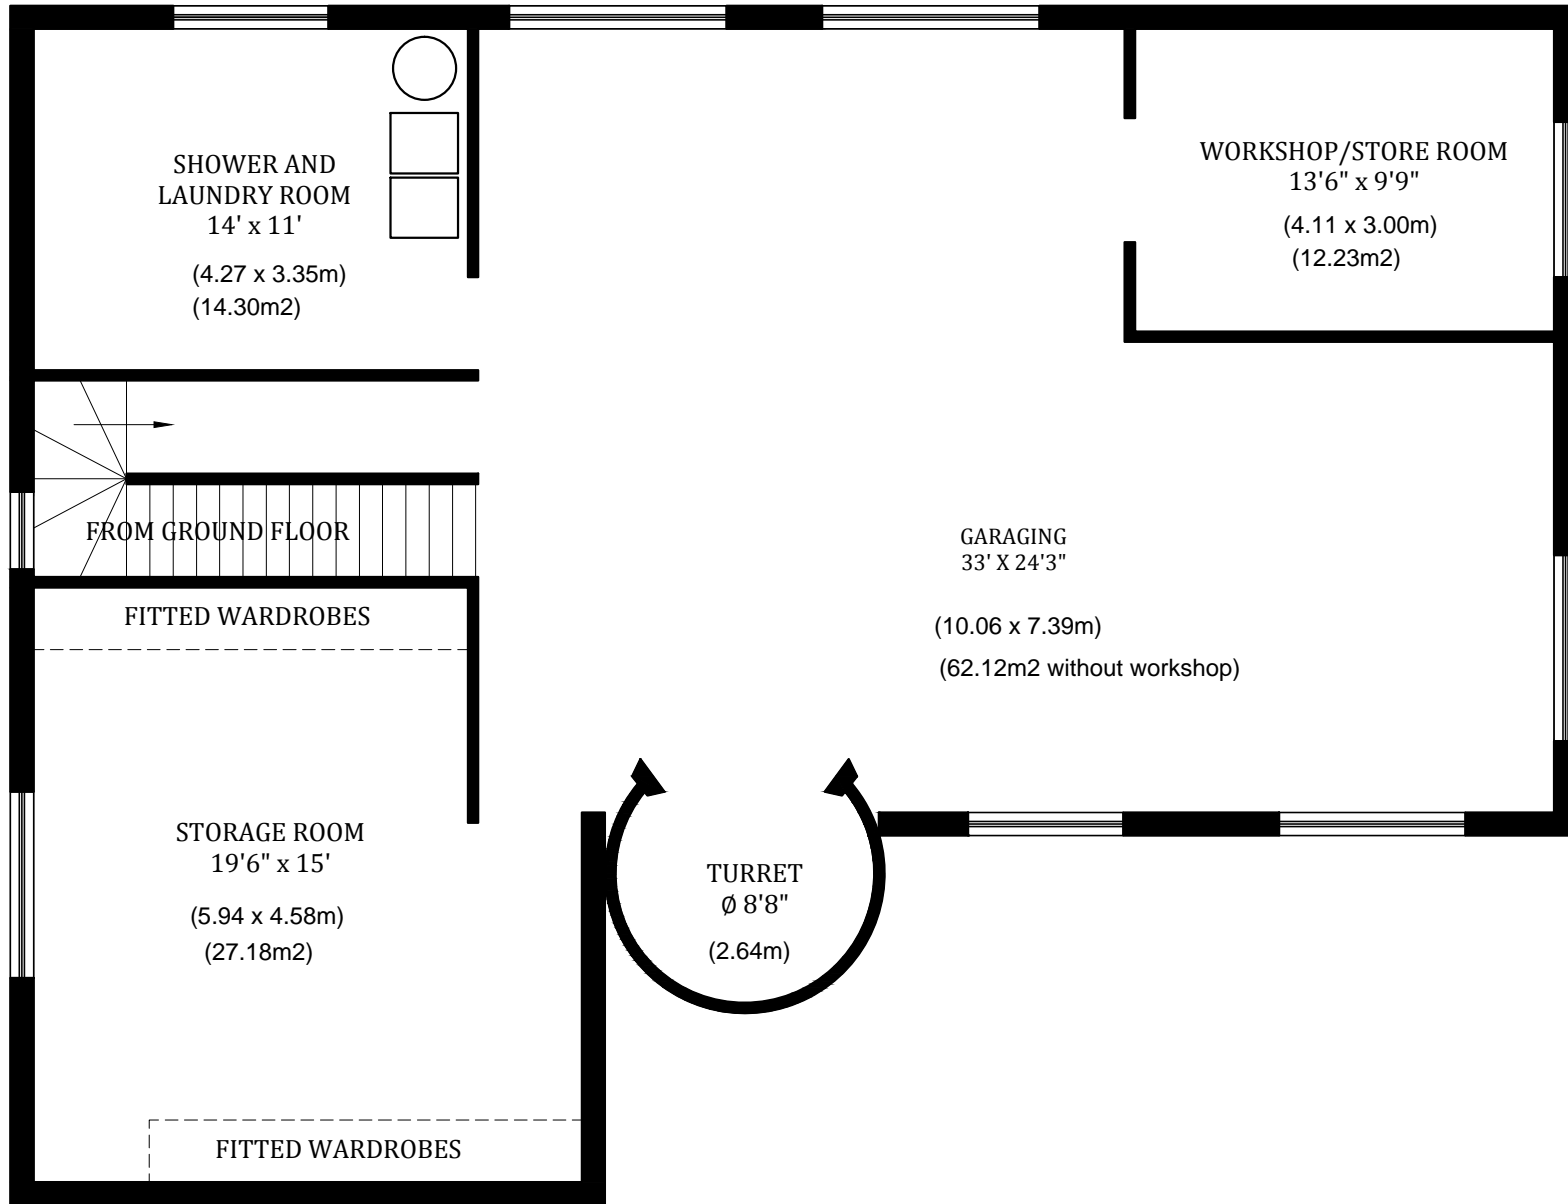 SHOWER AND
LAUNDRY ROOM
14' x 11'
(4.27 x 3.35m)
(14.30m2)
WORKSHOP/STORE ROOM
13'6" x 9'9"
(4.11 x 3.00m)
(12.23m2)
FROM GROUND FLOOR
FITTED WARDROBES
GARAGING
33' X 24'3"
(10.06 x 7.39m)
(62.12m2 without workshop)
STORAGE ROOM
19'6" x 15'
(5.94 x 4.58m)
(27.18m2)
TURRET
Ø 8'8"
(2.64m)
FITTED WARDROBES